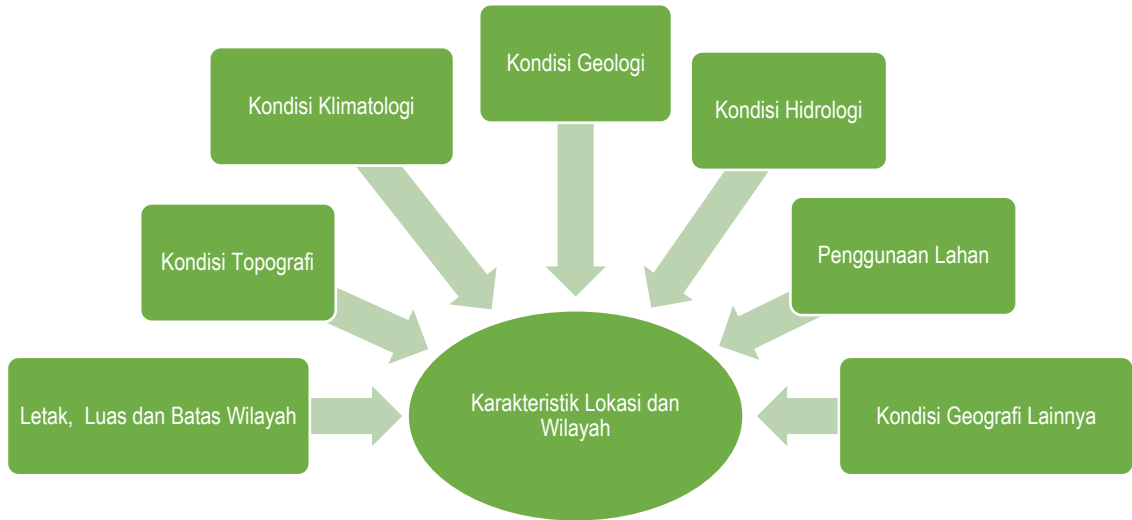 Kondisi Geologi
Kondisi Klimatologi
Kondisi Hidrologi
Kondisi Topografi
Penggunaan Lahan
Letak,  Luas dan Batas Wilayah
Karakteristik Lokasi dan
Wilayah
Kondisi Geografi Lainnya